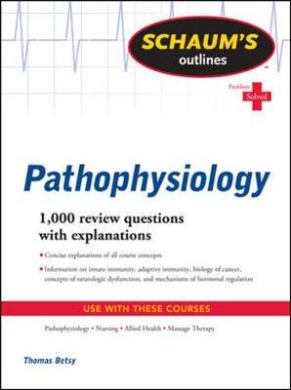 SCHAUM'S
outlines
Problem
Solved
Pathophysiology
1,000 review questions
with explanations
• Concise explanations of all course concepts
• Information on innate immunity, adaptive immunity, biology of cancer,
concepts of neurologic dysfunction, and mechanisms of hormonal regulation
USE WITH THESE COURSES
Pathophysiology • Nursing • Allied Health • Massage Therapy
Thomas Betsy